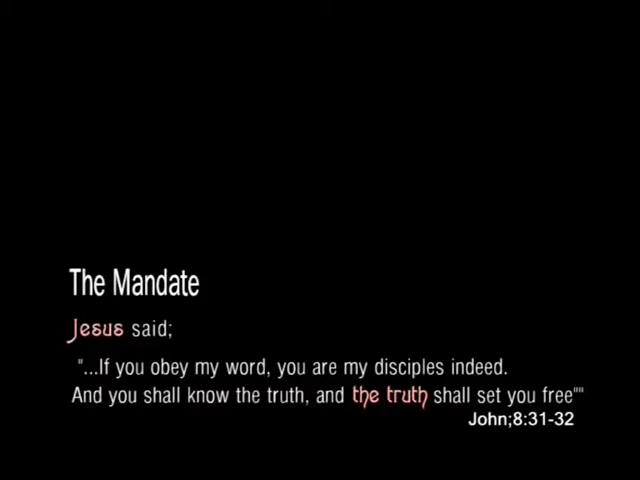 The Mandate
Jesus said;
"...If you obey my word, you are my disciples indeed.
And you shall know the truth, and the truth shall set you free""
John;8:31-32